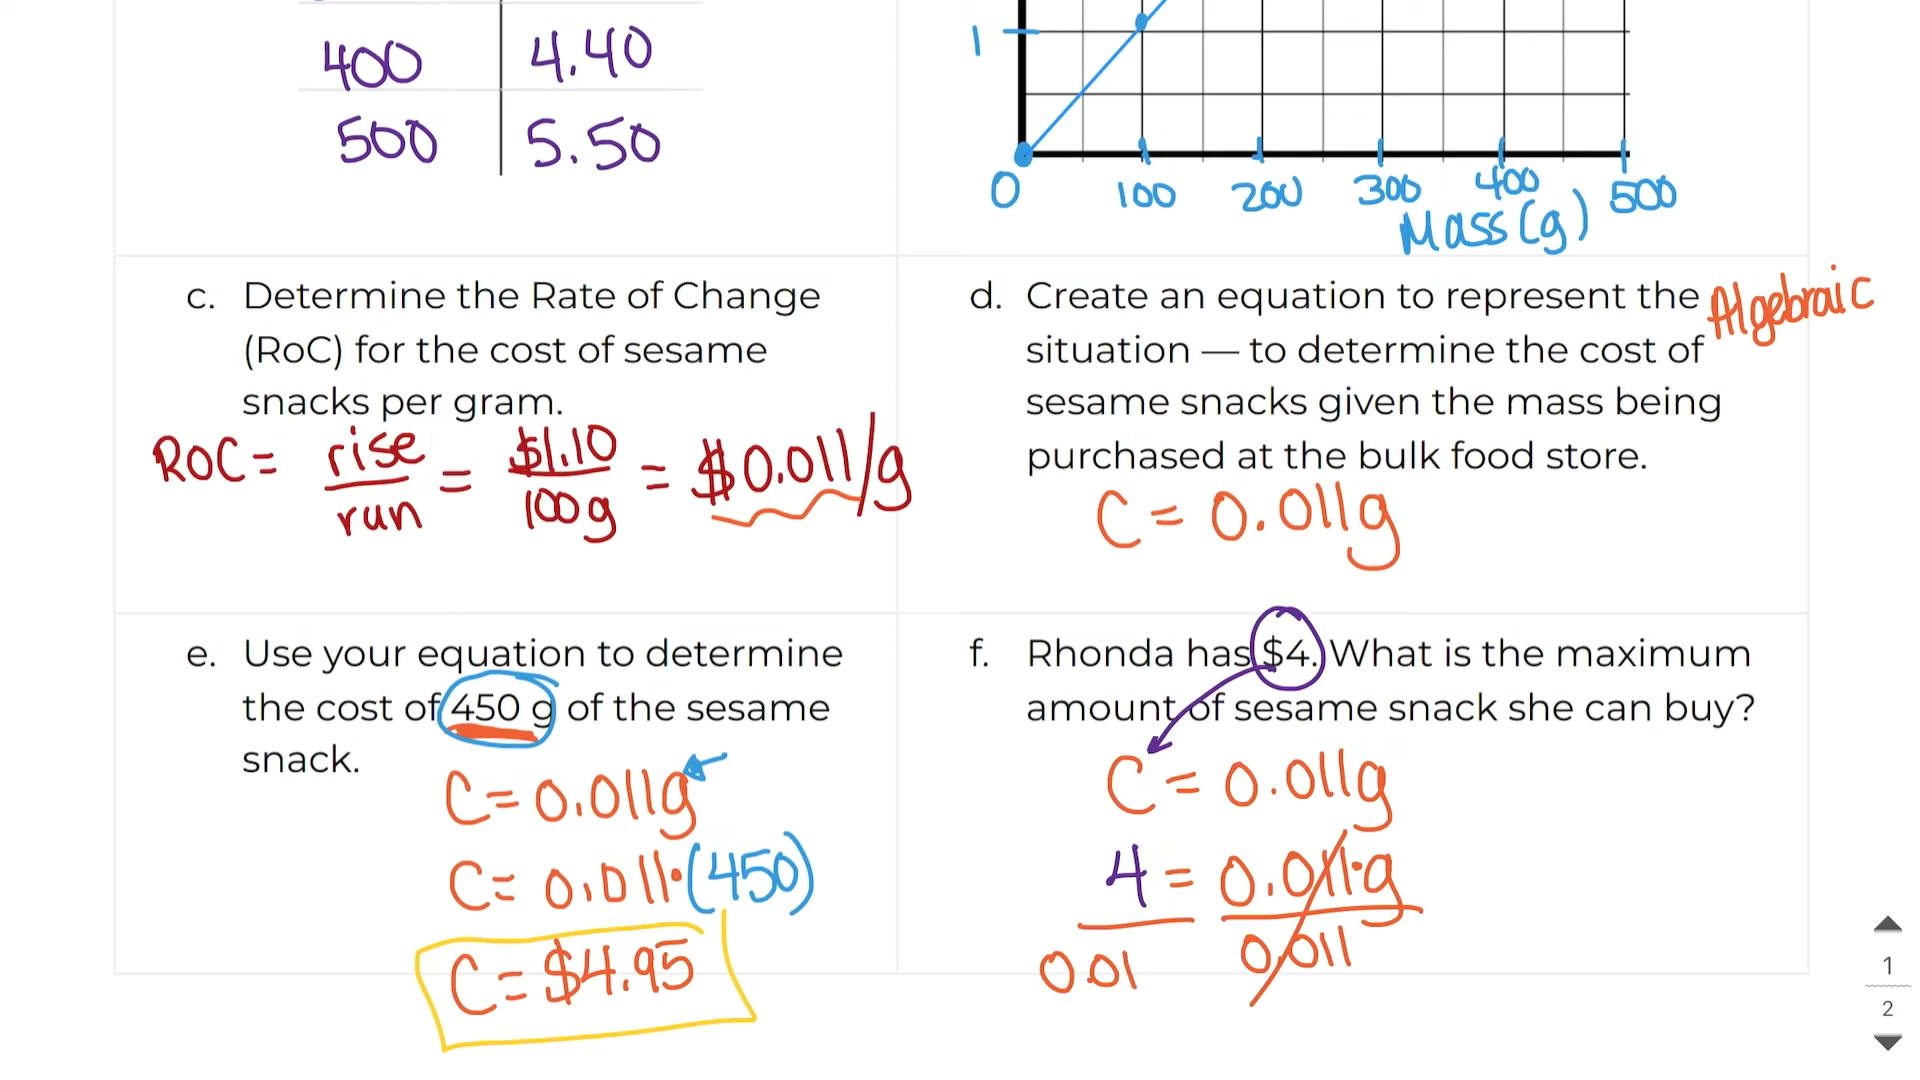 400 4.40
500 5.50
1
0 100 200 300 400 500
Mass (g)
c. Determine the Rate of Change
(RoC) for the cost of sesame
snacks per gram.
ROC = rise/run = $1.10/100g = $0.011/g
d. Create an equation to represent the Algebraic
situation — to determine the cost of
sesame snacks given the mass being
purchased at the bulk food store.
C = 0.011g
e. Use your equation to determine
the cost of 450 g of the sesame
snack.
C = 0.011g
C = 0.011·(450)
C = $4.95
f. Rhonda has $4. What is the maximum
amount of sesame snack she can buy?
C = 0.011g
4 = 0.011·g
0.01 0.011
1
2